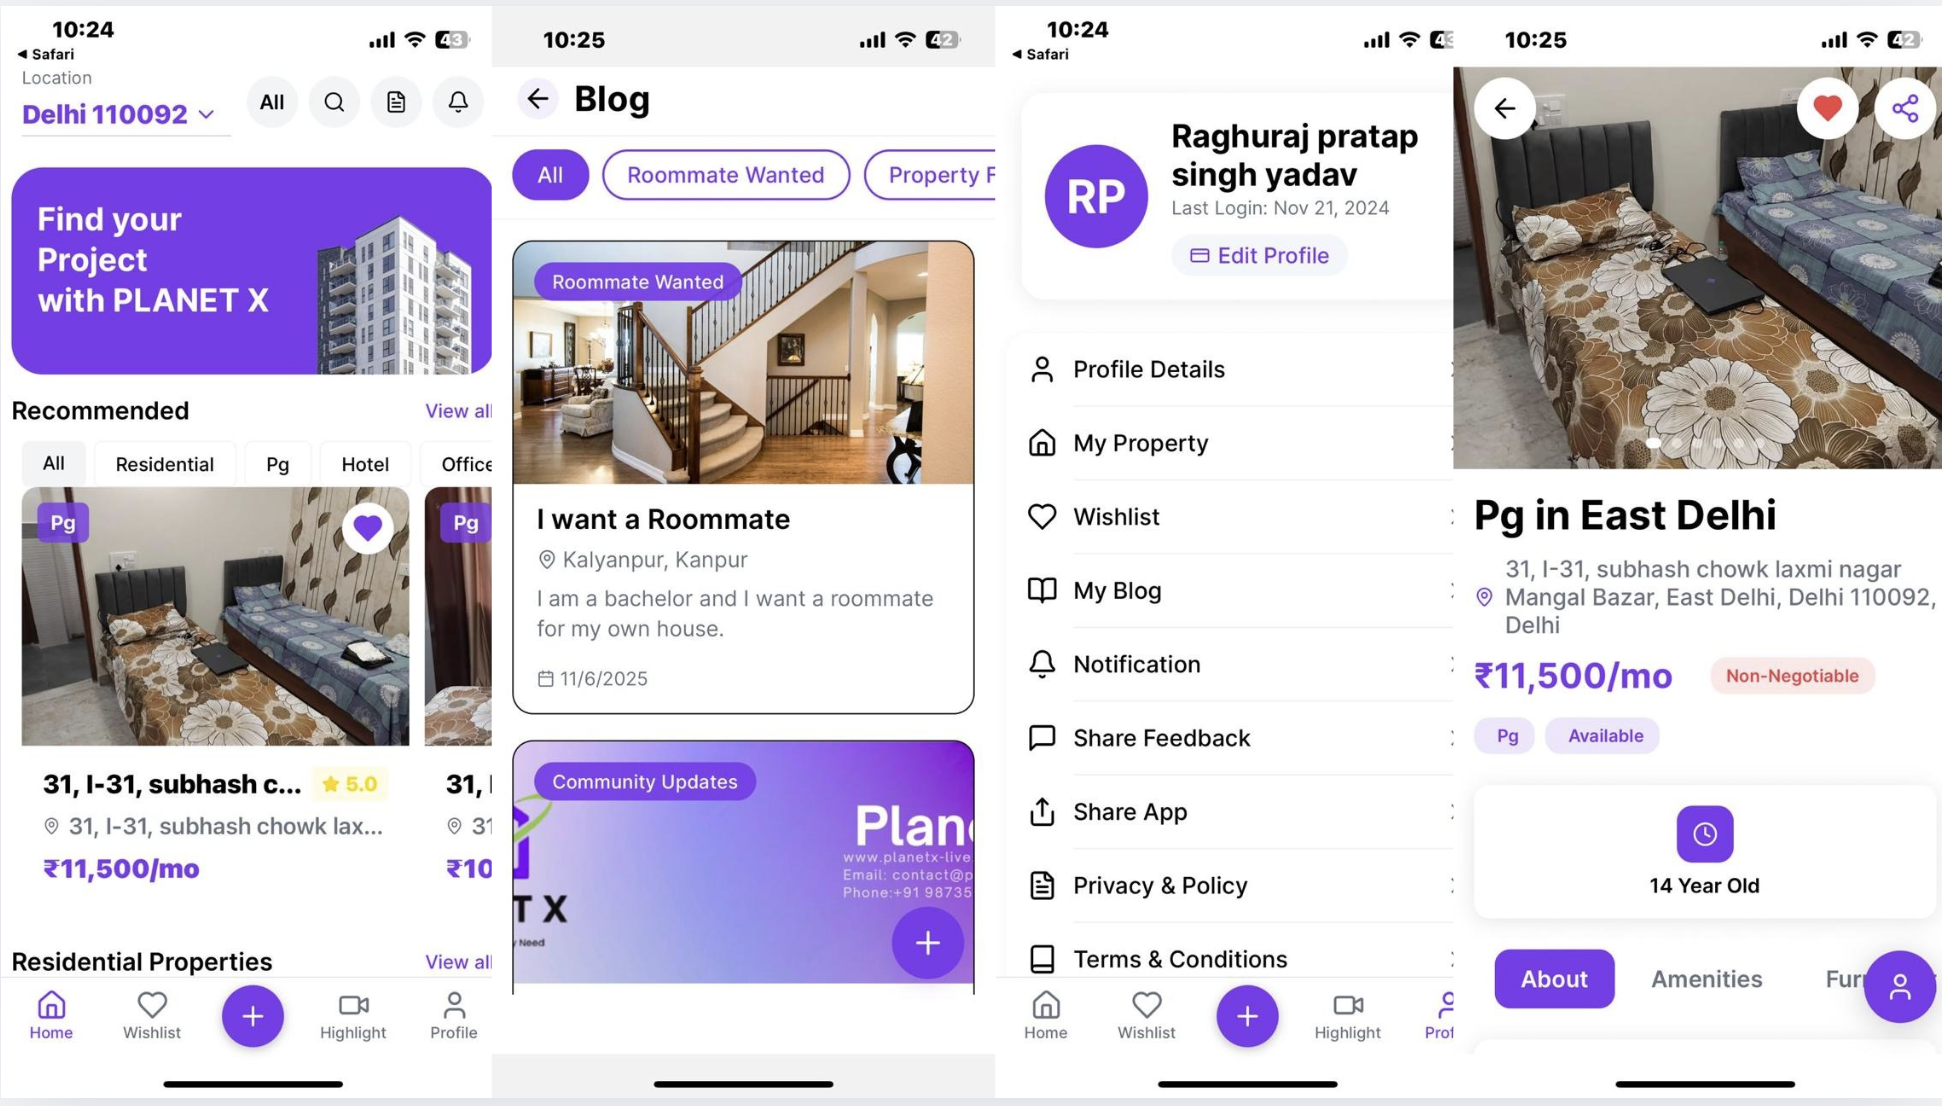 10:24
43
Safari
Location
Delhi 110092
All
Find your
Project
with PLANET X
Recommended
View all
All
Residential
Pg
Hotel
Office
Pg
Pg
31, I-31, subhash c...
5.0
31, I-31, subhash chowk lax...
₹11,500/mo
31, I
31
₹10
Residential Properties
View all
Home
Wishlist
Highlight
Profile
10:25
42
Blog
All
Roommate Wanted
Property F
Roommate Wanted
I want a Roommate
Kalyanpur, Kanpur
I am a bachelor and I want a roommate
for my own house.
11/6/2025
Community Updates
Plan
www.planetx-live
Email: contact@p
Phone:+91 98735
T X
y Need
10:24
Safari
Raghuraj pratap
singh yadav
RP
Last Login: Nov 21, 2024
Edit Profile
Profile Details
My Property
Wishlist
My Blog
Notification
Share Feedback
Share App
Privacy & Policy
Terms & Conditions
Home
Wishlist
Highlight
Prof
10:25
42
Pg in East Delhi
31, I-31, subhash chowk laxmi nagar
Mangal Bazar, East Delhi, Delhi 110092,
Delhi
₹11,500/mo
Non-Negotiable
Pg
Available
14 Year Old
About
Amenities
Fur